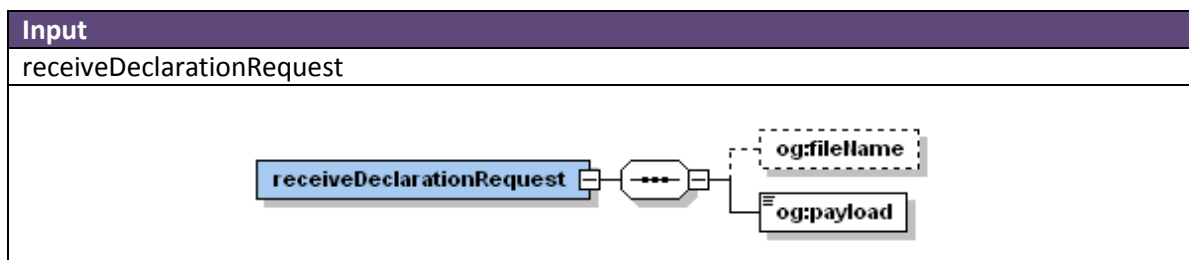 Input
receiveDeclarationRequest
receiveDeclarationRequest
og:fileName
og:payload